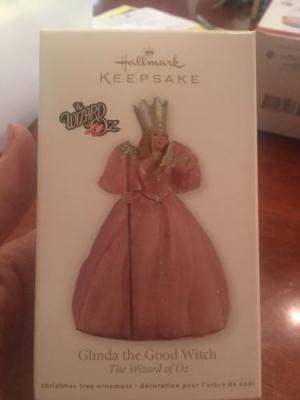 Hallmark
KEEPSAKE
The
WIZARD
of OZ
Glinda the Good Witch
The Wizard of Oz
christmas tree ornament • décoration pour l'arbre de noël